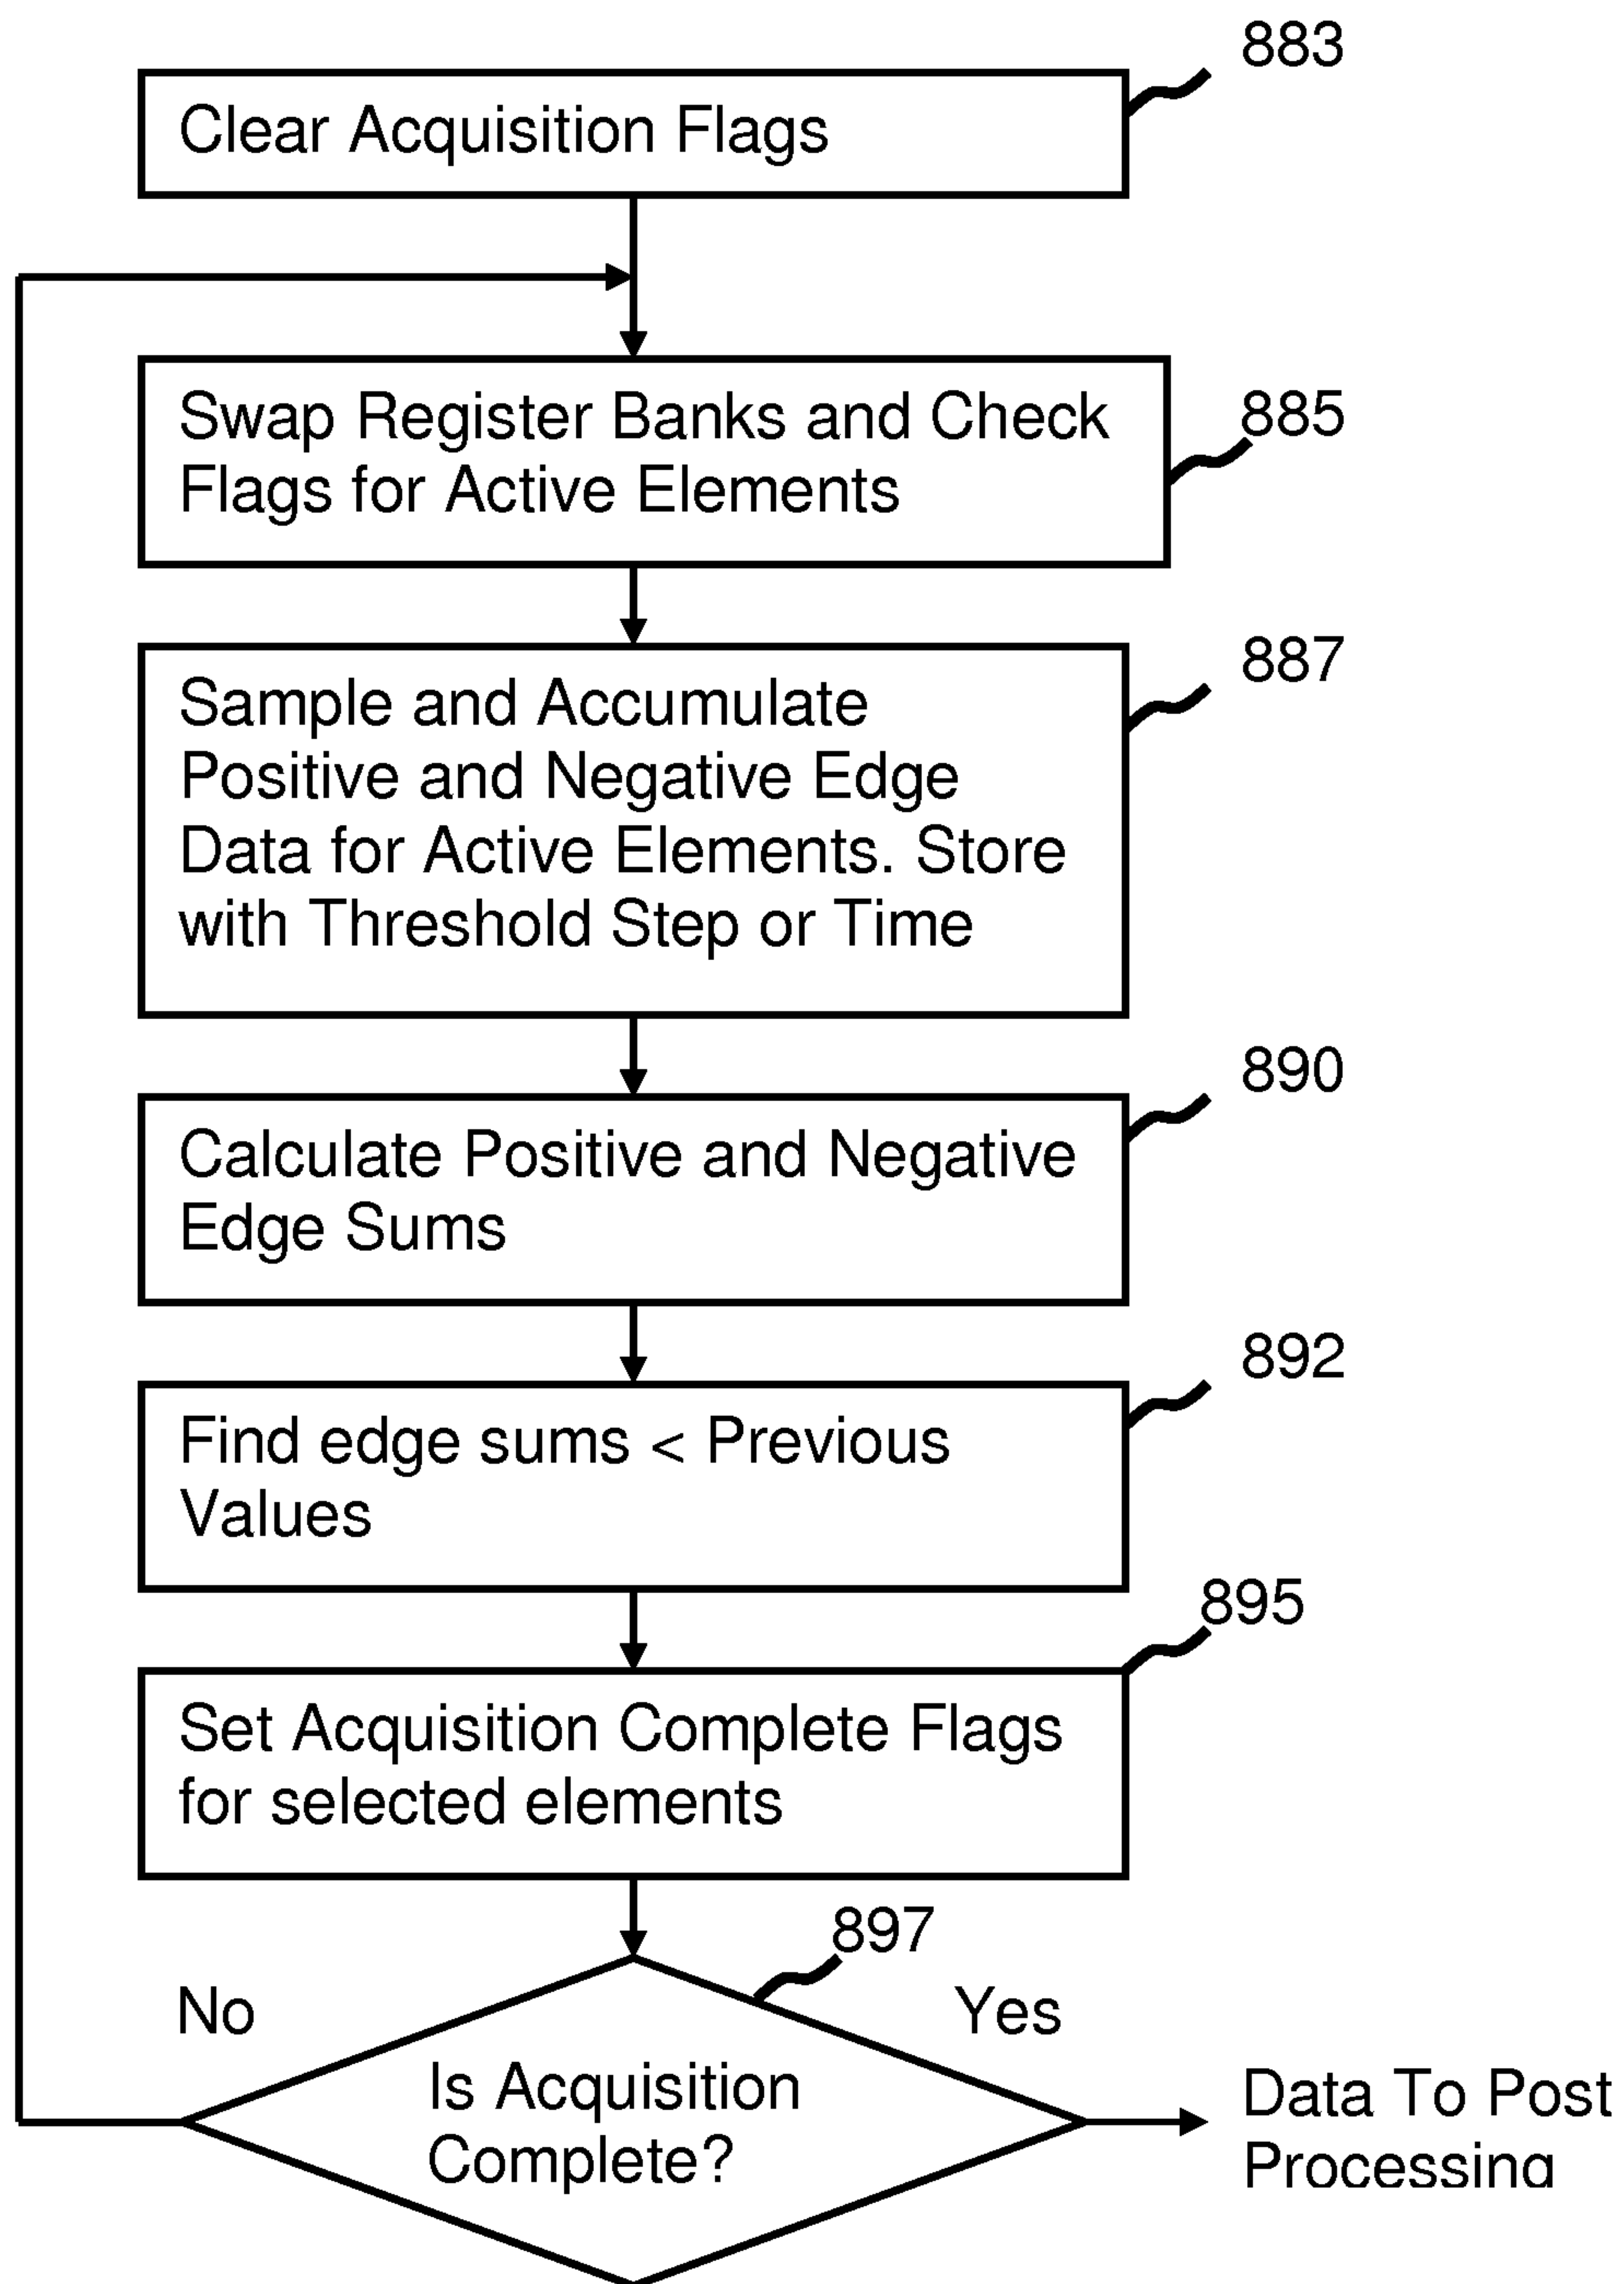 883
Clear Acquisition Flags
Swap Register Banks and Check
Flags for Active Elements
885
887
Sample and Accumulate
Positive and Negative Edge
Data for Active Elements. Store
with Threshold Step or Time
890
Calculate Positive and Negative
Edge Sums
892
Find edge sums < Previous
Values
895
Set Acquisition Complete Flags
for selected elements
897
No
Yes
Is Acquisition
Complete?
Data To Post
Processing